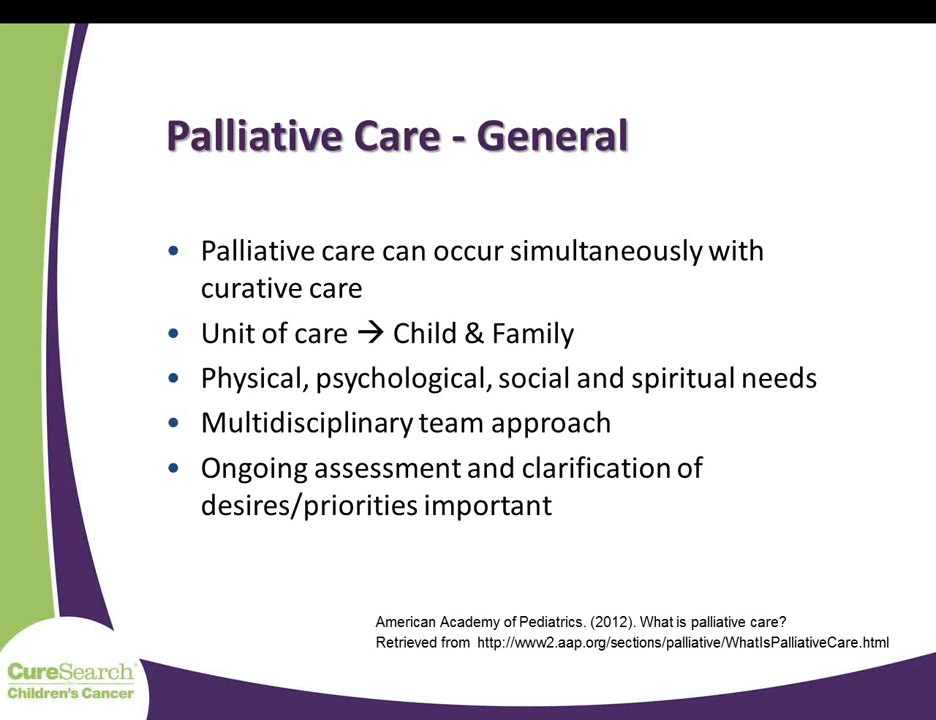 Palliative Care - General
• Palliative care can occur simultaneously with
curative care
• Unit of care → Child & Family
• Physical, psychological, social and spiritual needs
• Multidisciplinary team approach
• Ongoing assessment and clarification of
desires/priorities important
American Academy of Pediatrics. (2012). What is palliative care?
Retrieved from http://www2.aap.org/sections/palliative/WhatIsPalliativeCare.html
CureSearch
Children's Cancer